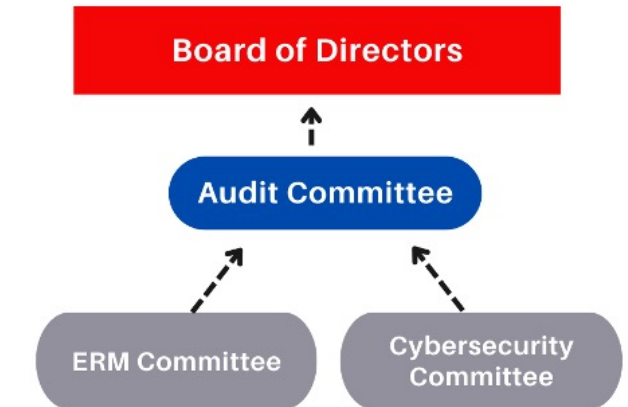 Board of Directors
Audit Committee
ERM Committee
Cybersecurity
Committee